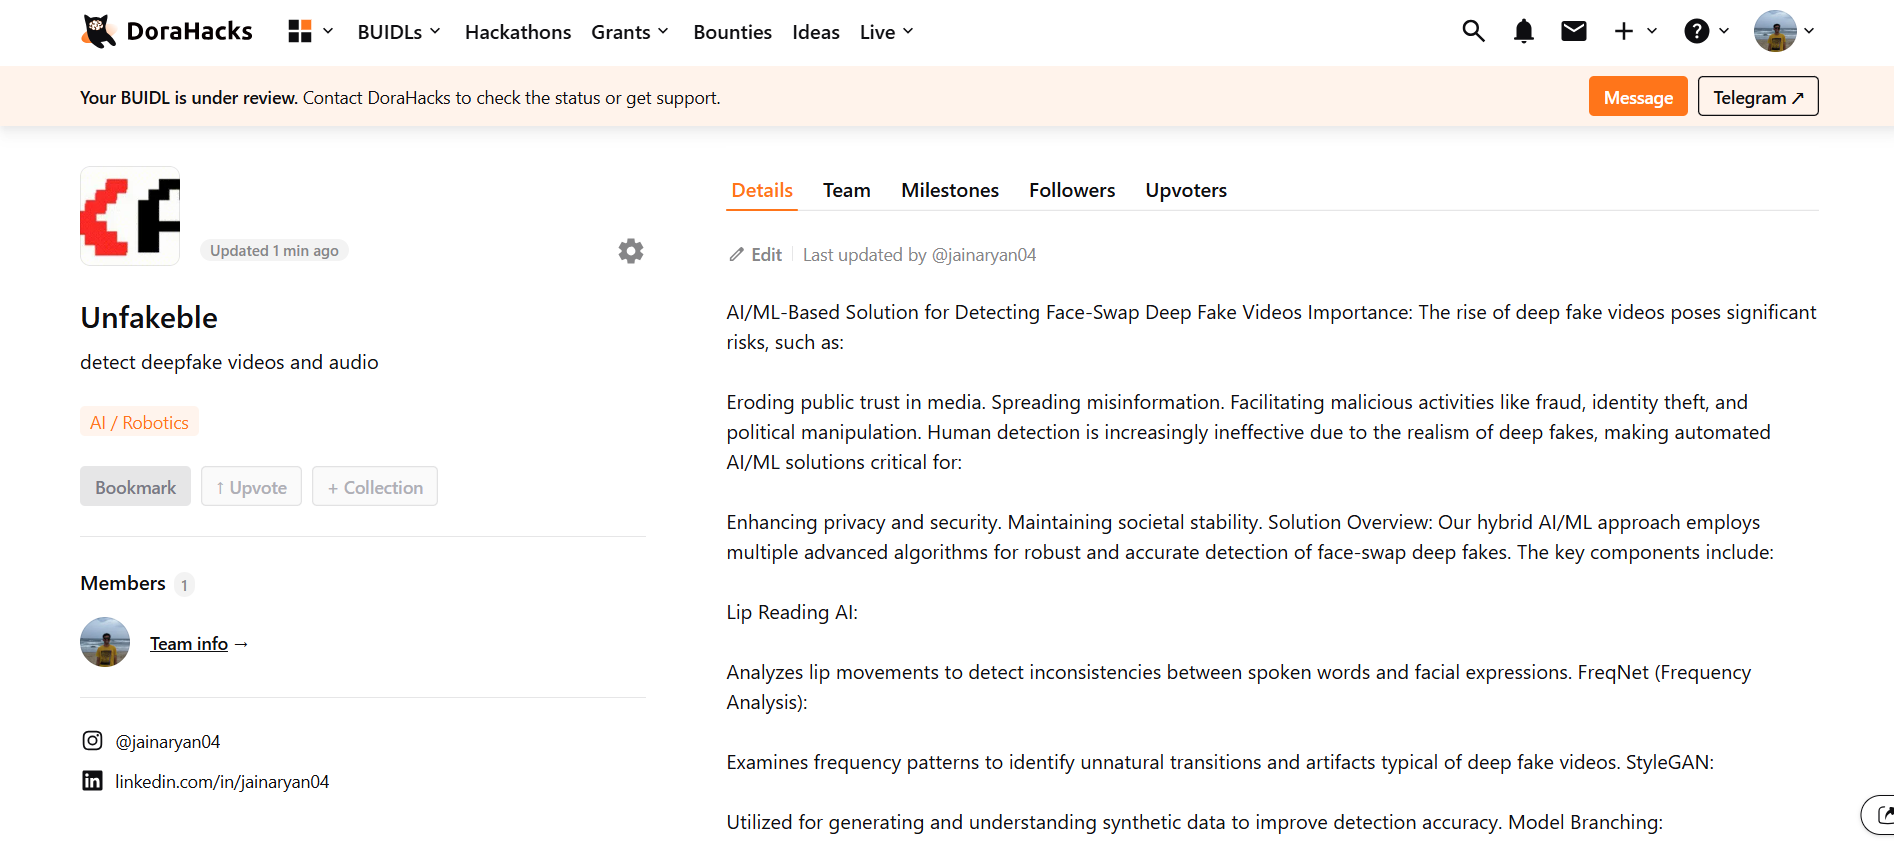 DoraHacks
BUIDLs
Hackathons
Grants
Bounties
Ideas
Live
Your BUIDL is under review. Contact DoraHacks to check the status or get support.
Message
Telegram ↗
Updated 1 min ago
Unfakeble
detect deepfake videos and audio
AI / Robotics
Bookmark
↑ Upvote
+ Collection
Members 1
Team info →
@jainaryan04
linkedin.com/in/jainaryan04
Details
Team
Milestones
Followers
Upvoters
Edit
Last updated by @jainaryan04
AI/ML-Based Solution for Detecting Face-Swap Deep Fake Videos Importance: The rise of deep fake videos poses significant
risks, such as:
Eroding public trust in media. Spreading misinformation. Facilitating malicious activities like fraud, identity theft, and
political manipulation. Human detection is increasingly ineffective due to the realism of deep fakes, making automated
AI/ML solutions critical for:
Enhancing privacy and security. Maintaining societal stability. Solution Overview: Our hybrid AI/ML approach employs
multiple advanced algorithms for robust and accurate detection of face-swap deep fakes. The key components include:
Lip Reading AI:
Analyzes lip movements to detect inconsistencies between spoken words and facial expressions. FreqNet (Frequency
Analysis):
Examines frequency patterns to identify unnatural transitions and artifacts typical of deep fake videos. StyleGAN:
Utilized for generating and understanding synthetic data to improve detection accuracy. Model Branching: